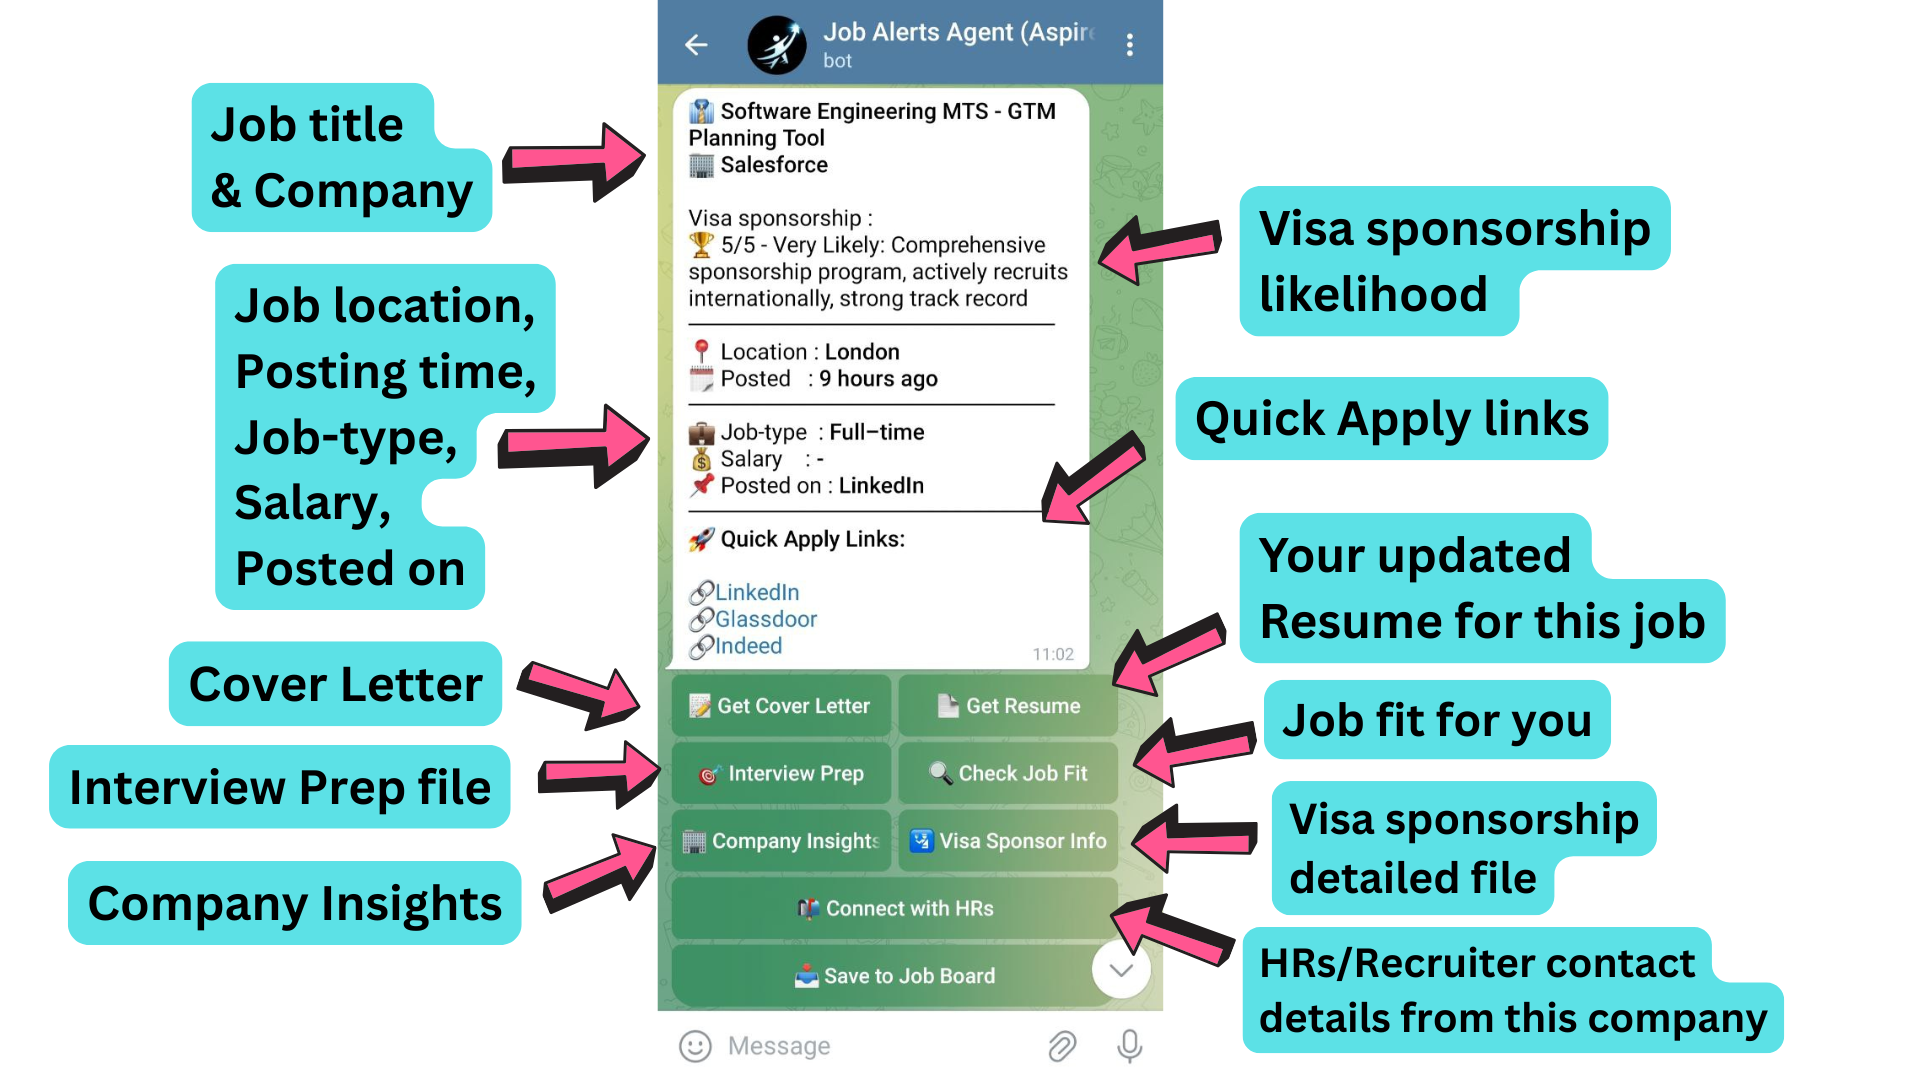 Job Alerts Agent (Aspire
bot
Job title
& Company
Software Engineering MTS - GTM
Planning Tool
Salesforce
Visa sponsorship :
5/5 - Very Likely: Comprehensive
sponsorship program, actively recruits
internationally, strong track record
Visa sponsorship
likelihood
Job location,
Posting time,
Job-type,
Salary,
Posted on
Location : London
Posted : 9 hours ago
Job-type : Full–time
Salary : -
Posted on : LinkedIn
Quick Apply links
Quick Apply Links:
LinkedIn
Glassdoor
Indeed
11:02
Your updated
Resume for this job
Cover Letter
Get Cover Letter
Get Resume
Job fit for you
Interview Prep file
Interview Prep
Check Job Fit
Company Insights
Company Insights
Visa Sponsor Info
Visa sponsorship
detailed file
Connect with HRs
HRs/Recruiter contact
details from this company
Save to Job Board
Message